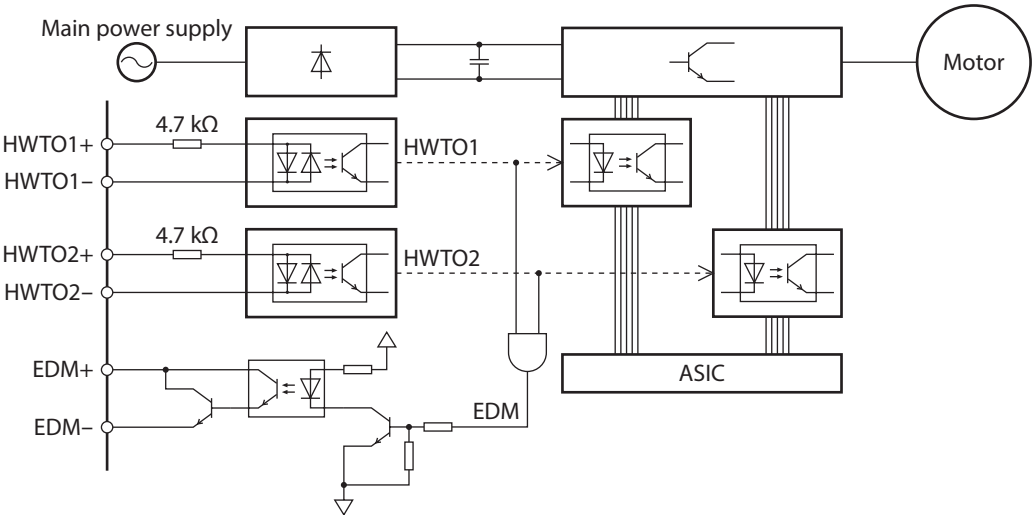 Main power supply
Motor
4.7 kΩ
HWTO1+
HWTO1
HWTO1–
4.7 kΩ
HWTO2+
HWTO2
HWTO2–
EDM+
ASIC
EDM
EDM–